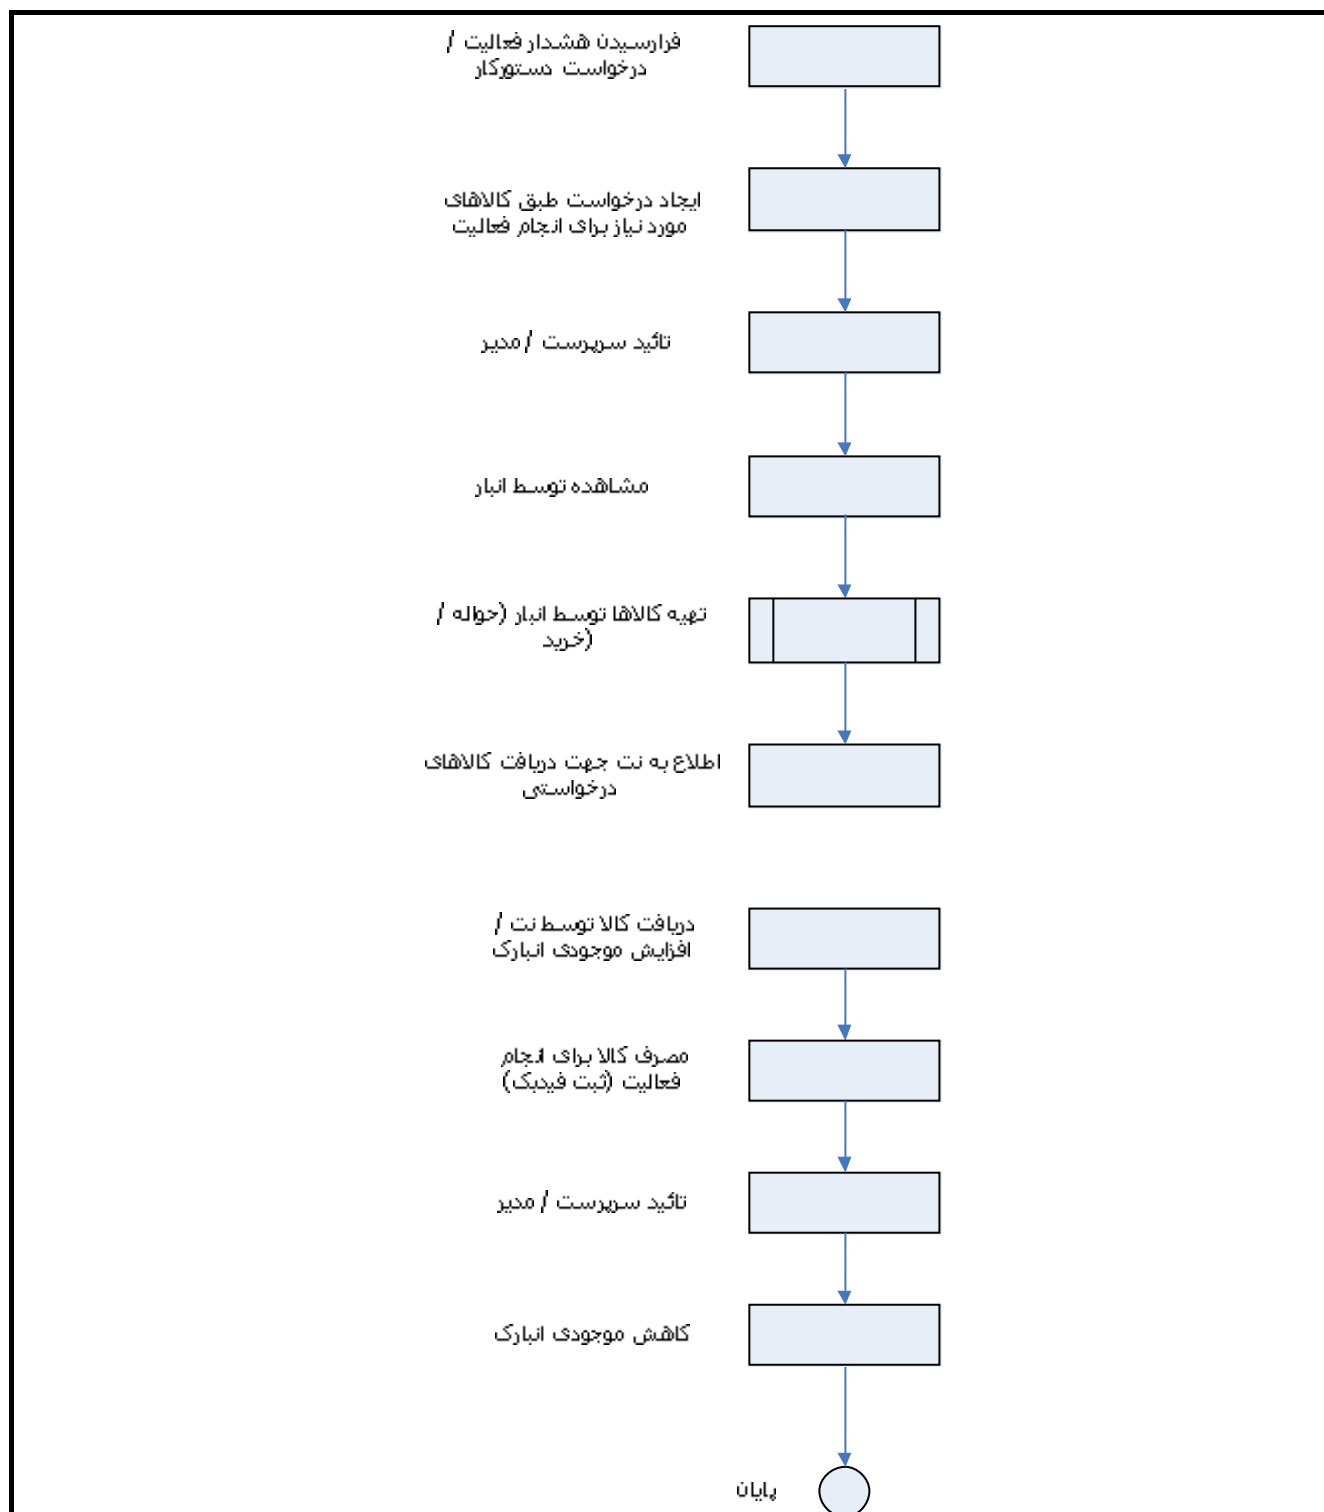 فرارسیدن هشدار فعالیت /
درخواست دستورکار
ایجاد درخواست طبق کالاهای
مورد نیاز برای انجام فعالیت
تائید سرپرست / مدیر
مشاهده توسط انبار
تهیه کالاها توسط انبار (حواله /
خرید)
اطلاع به نت جهت دریافت کالاهای
درخواستی
دریافت کالا توسط نت /
افزایش موجودی انبارک
مصرف کالا برای انجام
فعالیت (ثبت فیدبک)
تائید سرپرست / مدیر
کاهش موجودی انبارک
پایان